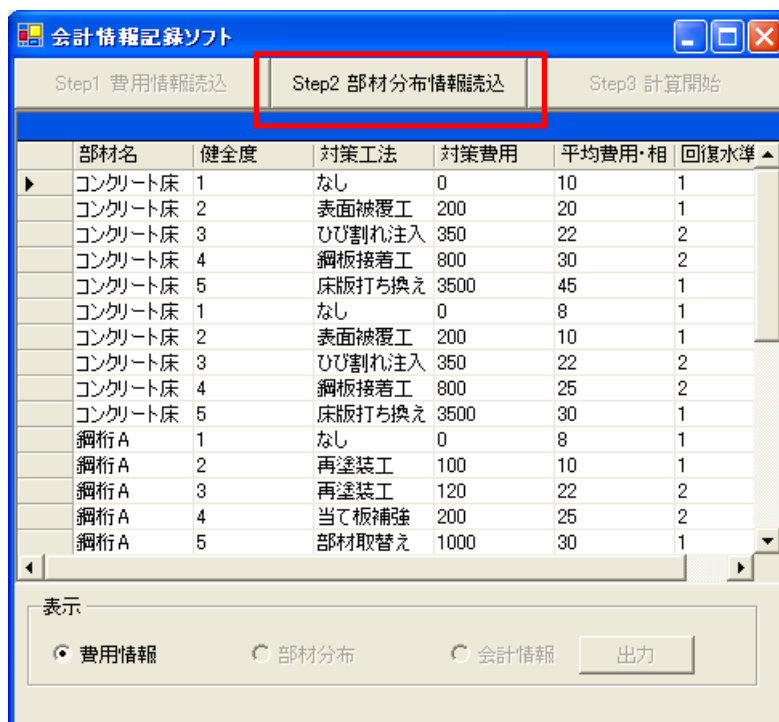 会計情報記録ソフト
Step1 費用情報読込 Step2 部材分布情報読込 Step3 計算開始
部材名 健全度 対策工法 対策費用 平均費用・相 回復水準
コンクリート床 1 なし 0 10 1
コンクリート床 2 表面被覆工 200 20 1
コンクリート床 3 ひび割れ注入 350 22 2
コンクリート床 4 鋼板接着工 800 30 2
コンクリート床 5 床版打ち換え 3500 45 1
コンクリート床 1 なし 0 8 1
コンクリート床 2 表面被覆工 200 10 1
コンクリート床 3 ひび割れ注入 350 22 2
コンクリート床 4 鋼板接着工 800 25 2
コンクリート床 5 床版打ち換え 3500 30 1
鋼桁A 1 なし 0 8 1
鋼桁A 2 再塗装工 100 10 1
鋼桁A 3 再塗装工 120 22 2
鋼桁A 4 当て板補強 200 25 2
鋼桁A 5 部材取替え 1000 30 1
表示
費用情報 部材分布 会計情報 出力